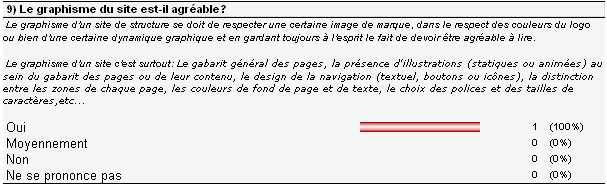 9) Le graphisme du site est-il agréable?
Le graphisme d'un site de structure se doit de respecter une certaine image de marque, dans le respect des couleurs du logo
ou bien d'une certaine dynamique graphique et en gardant toujours à l'esprit le fait de devoir être agréable à lire.
Le graphisme d'un site c'est surtout: Le gabarit général des pages, la présence d'illustrations (statiques ou animées) au
sein du gabarit des pages ou de leur contenu, le design de la navigation (textuel, boutons ou icônes), la distinction
entre les zones de chaque page, les couleurs de fond de page et de texte, le choix des polices et des tailles de
caractères,etc...
Oui 1 (100%)
Moyennement 0 (0%)
Non 0 (0%)
Ne se prononce pas 0 (0%)